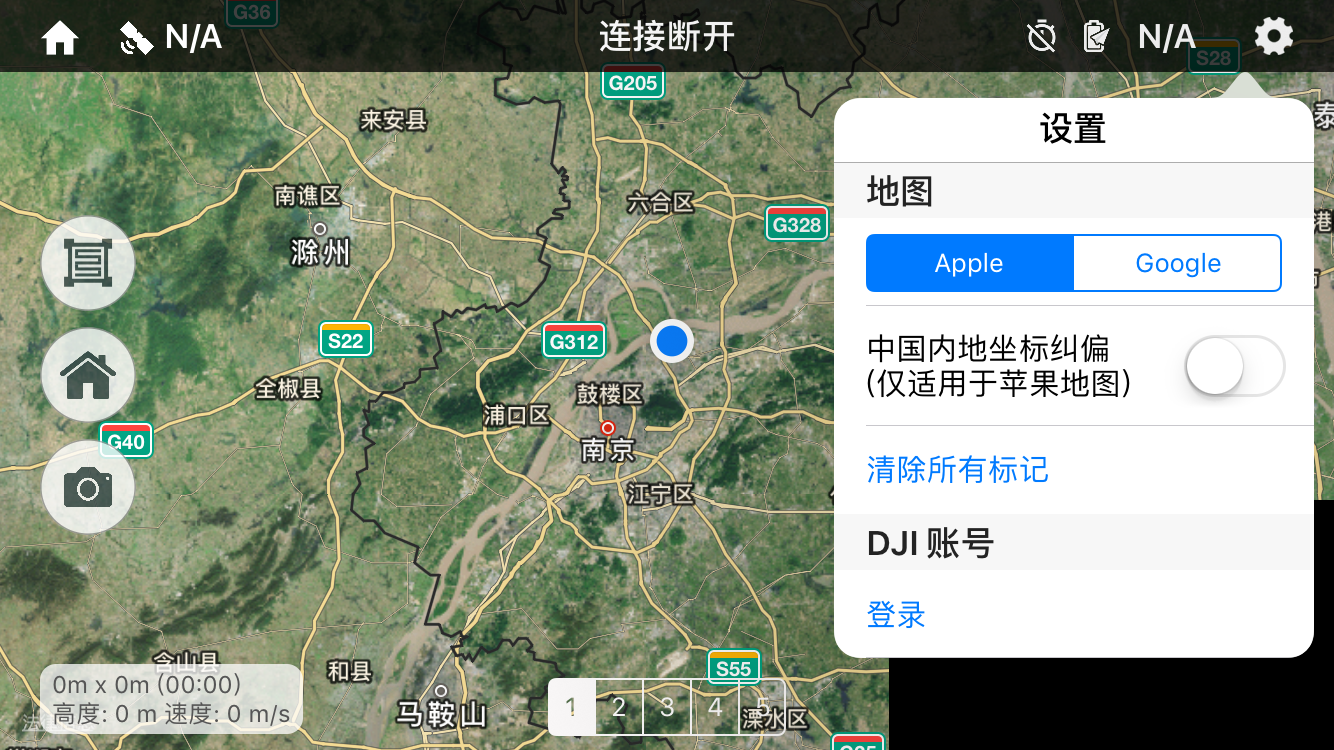 G36
N/A
连接断开
N/A
S28
G205
来安县
设置
泰
地图
南谯区
六合区
G328
港
滁州
Apple
Google
S22
G312
中国内地坐标纠偏
(仅适用于苹果地图)
全椒县
鼓楼区
浦口区
G40
南京
清除所有标记
江宁区
DJI 账号
登录
含山县
和县
S55
0m x 0m (00:00)
高度: 0 m 速度: 0 m/s
马鞍山
1 2 3 4 5
溧水区